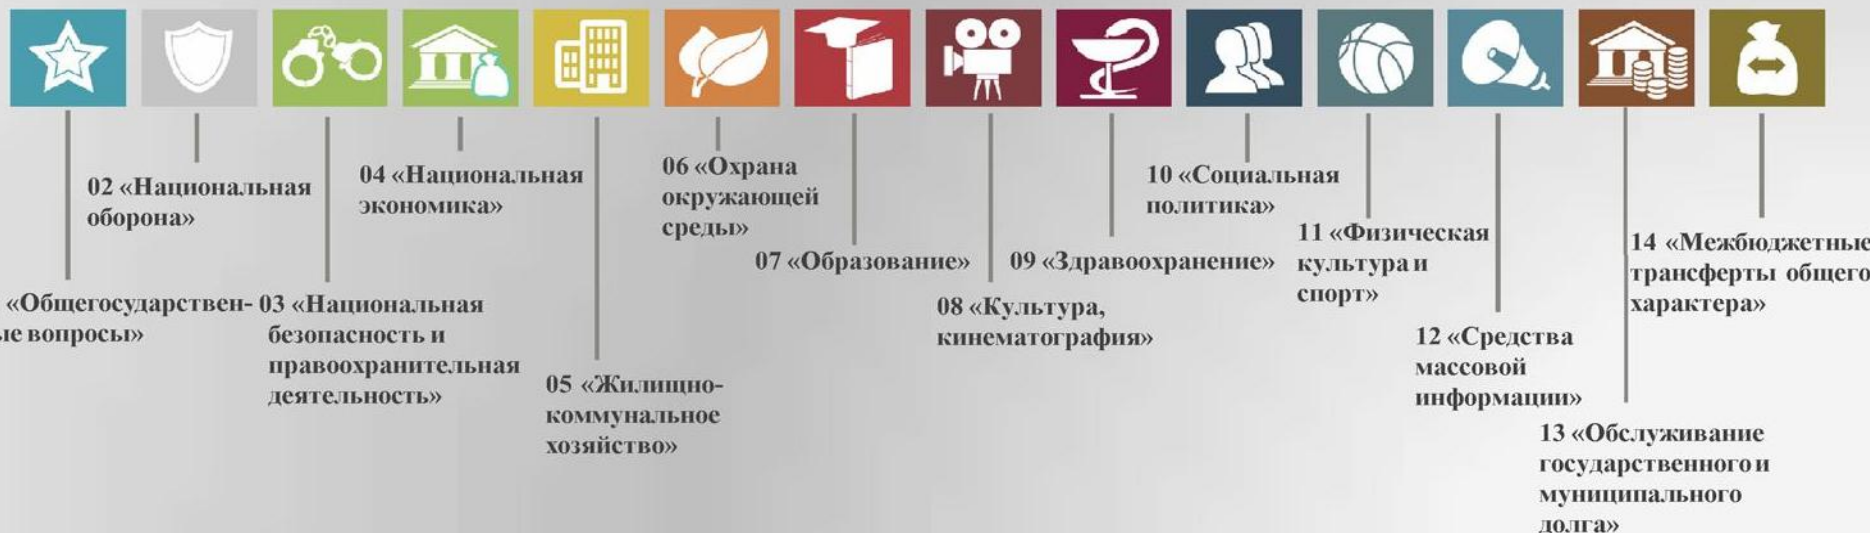 «Общегосударствен-
ые вопросы»
02 «Национальная
оборона»
03 «Национальная
безопасность и
правоохранительная
деятельность»
04 «Национальная
экономика»
05 «Жилищно-
коммунальное
хозяйство»
06 «Охрана
окружающей
среды»
07 «Образование»
08 «Культура,
кинематография»
09 «Здравоохранение»
10 «Социальная
политика»
11 «Физическая
культура и
спорт»
12 «Средства
массовой
информации»
13 «Обслуживание
государственного и
муниципального
долга»
14 «Межбюджетные
трансферты общего
характера»